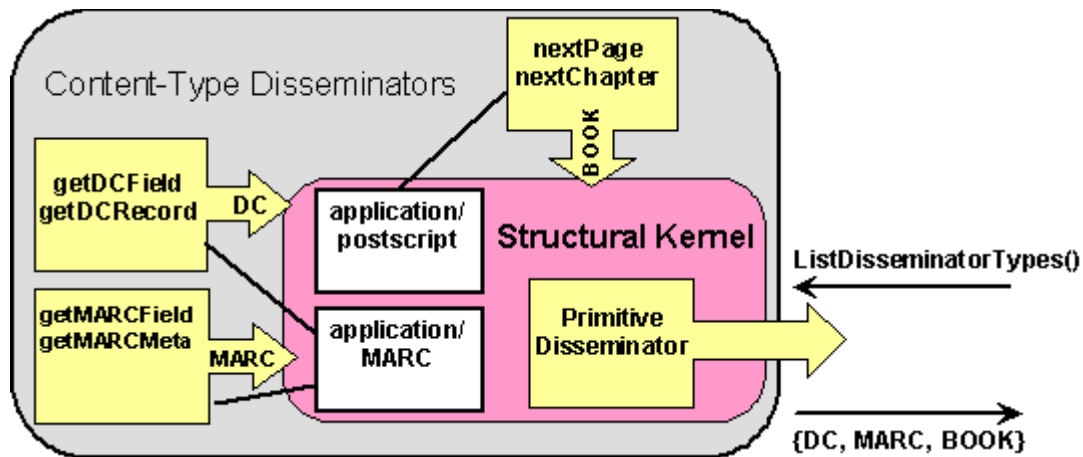 nextPage
nextChapter
BOOK
Content-Type Disseminators
getDCField
getDCRecord
DC
application/
postscript
Structural Kernel
ListDisseminatorTypes()
getMARCField
getMARCMeta
MARC
application/
MARC
Primitive
Disseminator
{DC, MARC, BOOK}